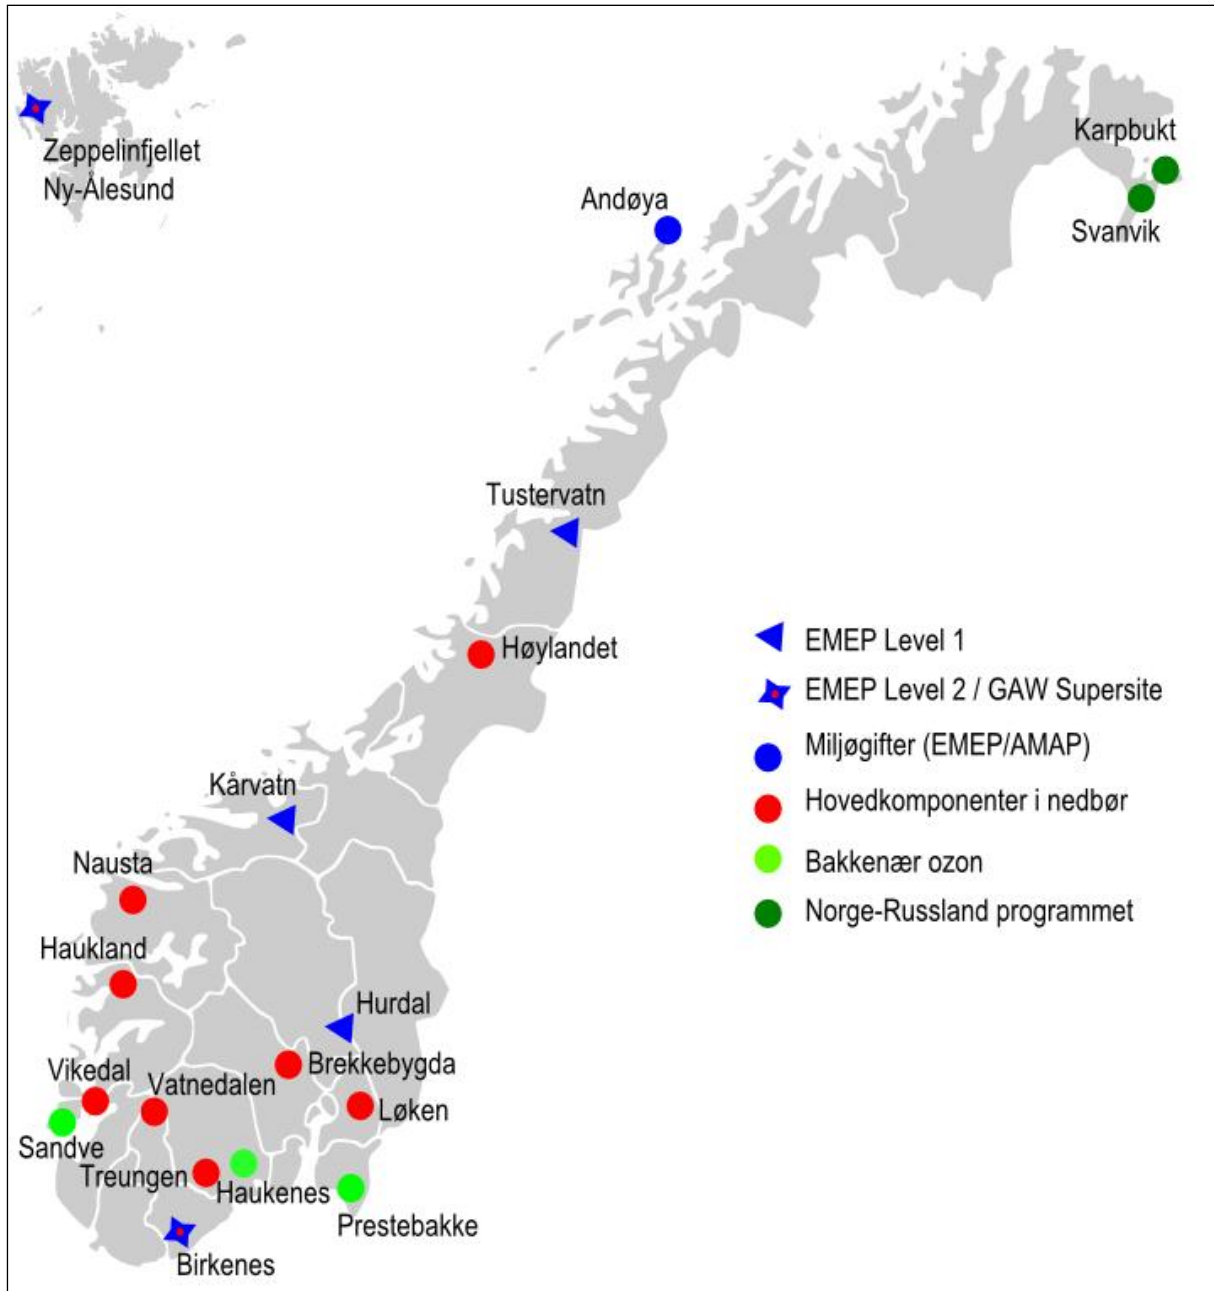 Karpbukt
Zeppelinfjellet
Ny-Ålesund
Andøya
Svanvik
Tustervatn
EMEP Level 1
Høylandet
EMEP Level 2 / GAW Supersite
Miljøgifter (EMEP/AMAP)
Kårvatn
Hovedkomponenter i nedbør
Nausta
Bakkenær ozon
Norge-Russland programmet
Haukland
Hurdal
Brekkebygda
Vikedal
Vatnedalen
Løken
Sandve
Treungen
Haukenes
Prestebakke
Birkenes